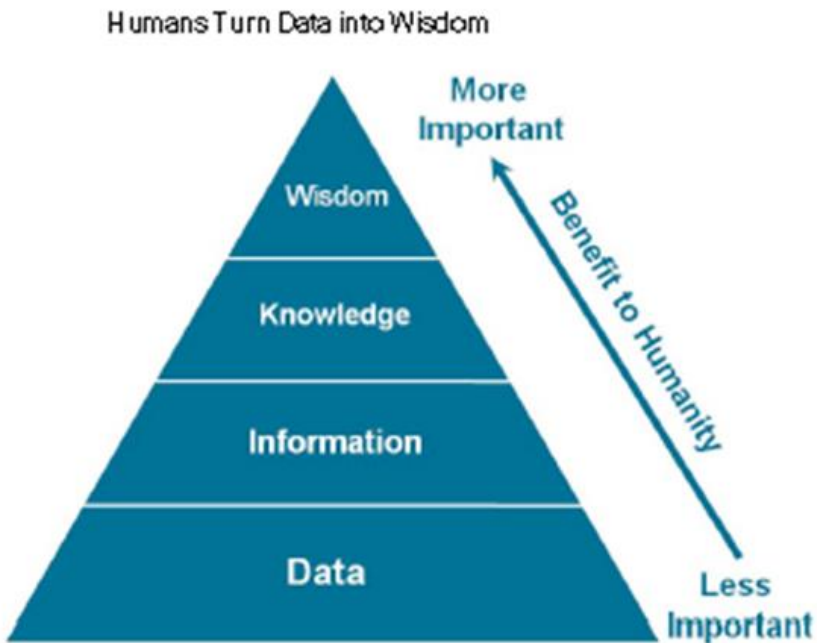 Humans Turn Data into Wisdom
More
Important
Wisdom
Benefit to Humanity
Knowledge
Information
Data
Less
Important